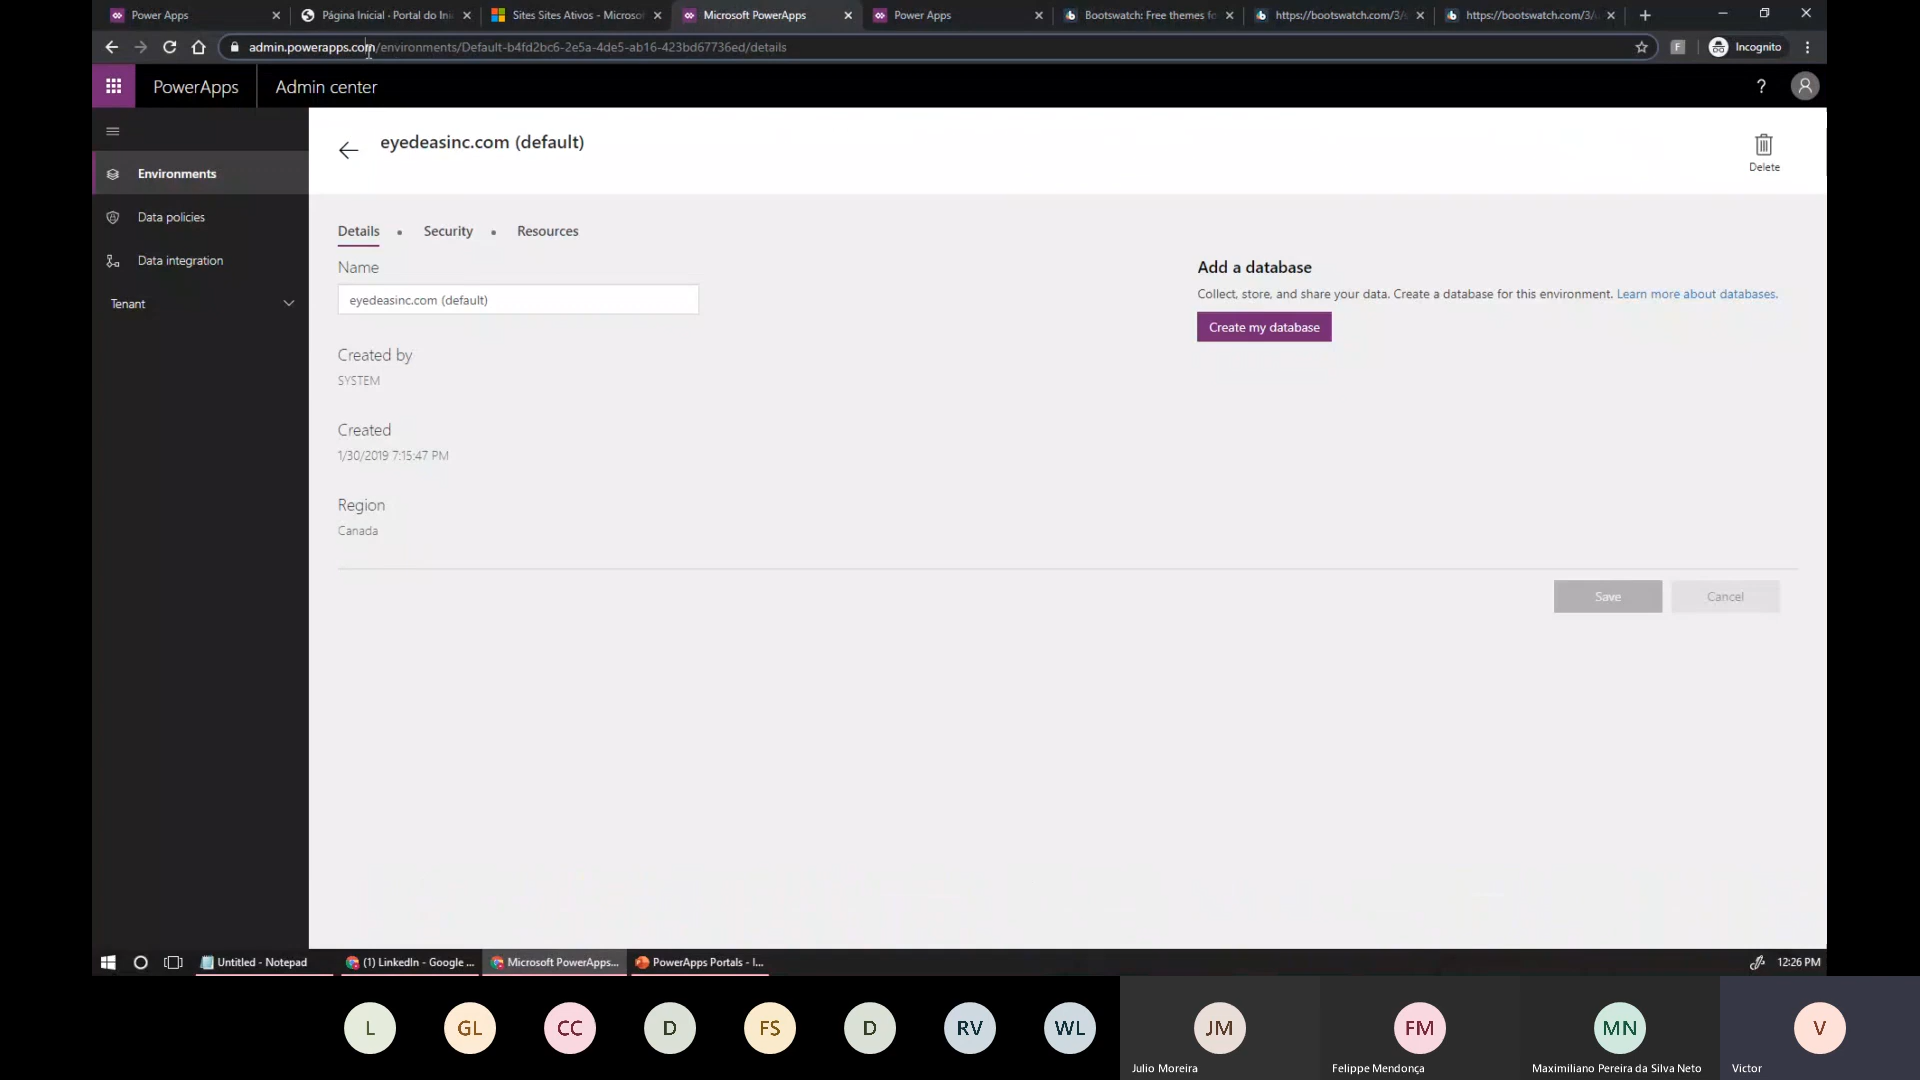 Power Apps
Página Inicial · Portal do Ini
Sites Sites Ativos - Microsof
Microsoft PowerApps
Power Apps
Bootswatch: Free themes fo
https://bootswatch.com/3/s
https://bootswatch.com/3/
admin.powerapps.com/environments/Default-b4fd2bc6-2e5a-4de5-ab16-423bd67736ed/details
F
Incognito
PowerApps
Admin center
?
eyedeasinc.com (default)
Delete
Environments
Data policies
Data integration
Tenant
Details • Security • Resources
Name
eyedeasinc.com (default)
Created by
SYSTEM
Created
1/30/2019 7:15:47 PM
Region
Canada
Add a database
Collect, store, and share your data. Create a database for this environment. Learn more about databases.
Create my database
Save
Cancel
Untitled - Notepad
(1) LinkedIn - Google ...
Microsoft PowerApps...
PowerApps Portals - I...
12:26 PM
L
GL
CC
D
FS
D
RV
WL
JM
FM
MN
V
Julio Moreira
Felippe Mendonça
Maximiliano Pereira da Silva Neto
Victor